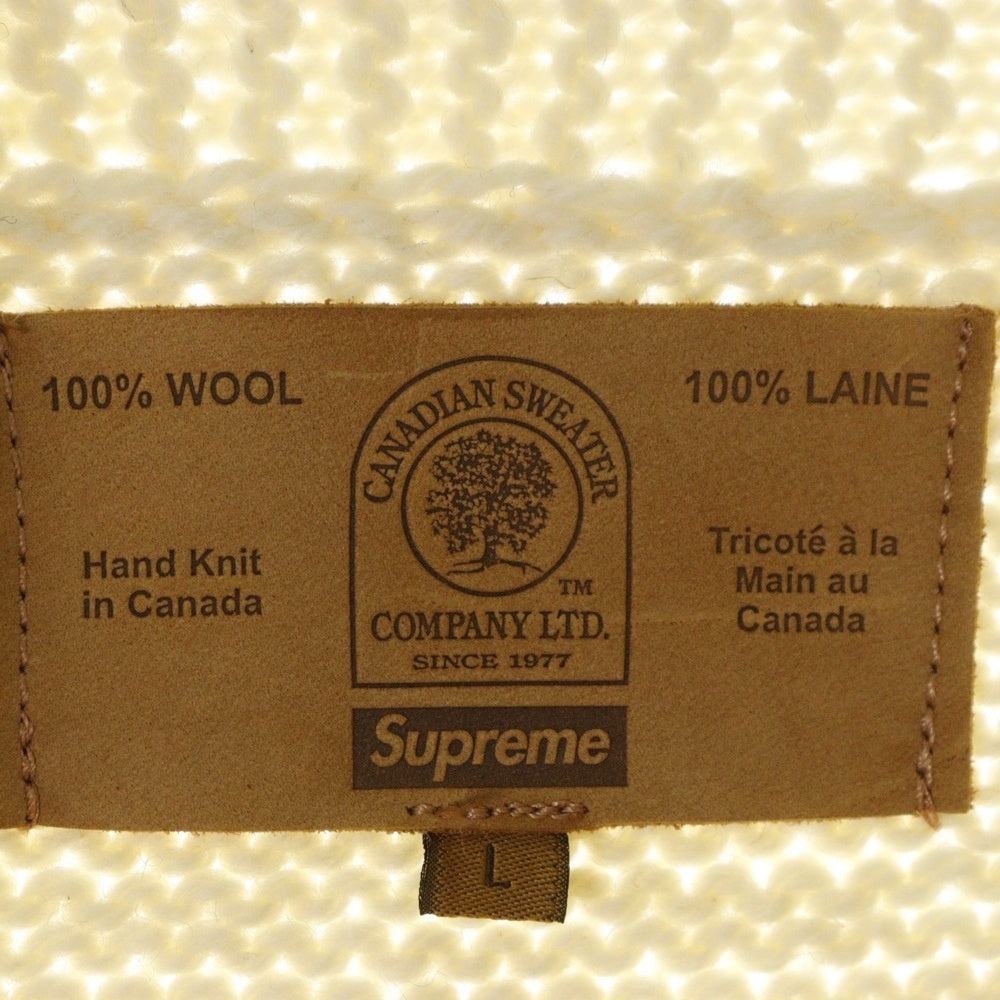 100% WOOL
Hand Knit
in Canada
CANADIAN SWEATER
TM
COMPANY LTD.
SINCE 1977
Supreme
100% LAINE
Tricoté à la
Main au
Canada
L